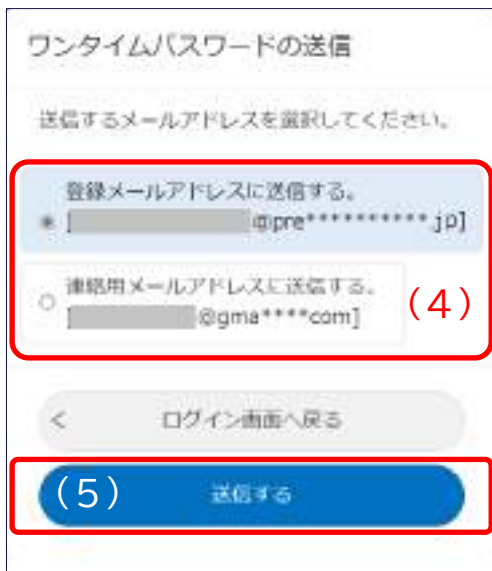 ワンタイムパスワードの送信
送信するメールアドレスを選択してください。
登録メールアドレスに送信する。
[ @pre**********.jp]
連絡用メールアドレスに送信する。
[ @gma****com]
(4)
< ログイン画面へ戻る
(5) 送信する